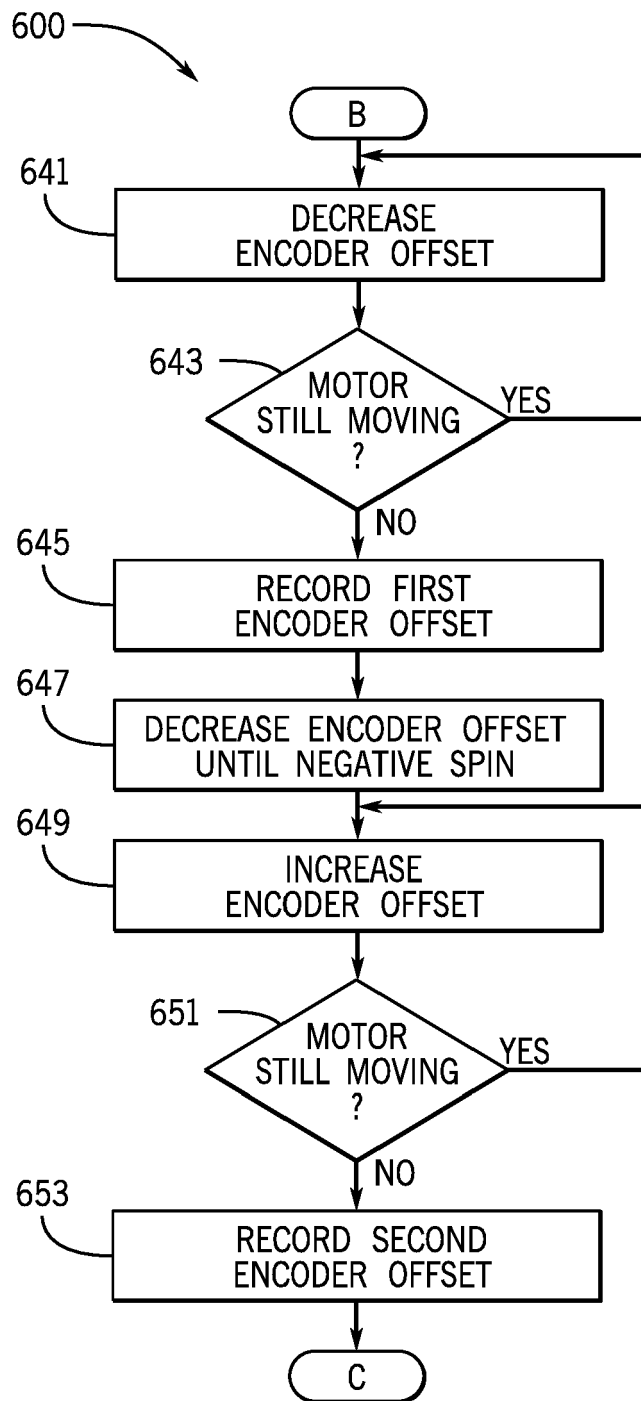 600
B
641
DECREASE
ENCODER OFFSET
643
MOTOR
STILL MOVING
?
YES
NO
645
RECORD FIRST
ENCODER OFFSET
647
DECREASE ENCODER OFFSET
UNTIL NEGATIVE SPIN
649
INCREASE
ENCODER OFFSET
651
MOTOR
STILL MOVING
?
YES
NO
653
RECORD SECOND
ENCODER OFFSET
C